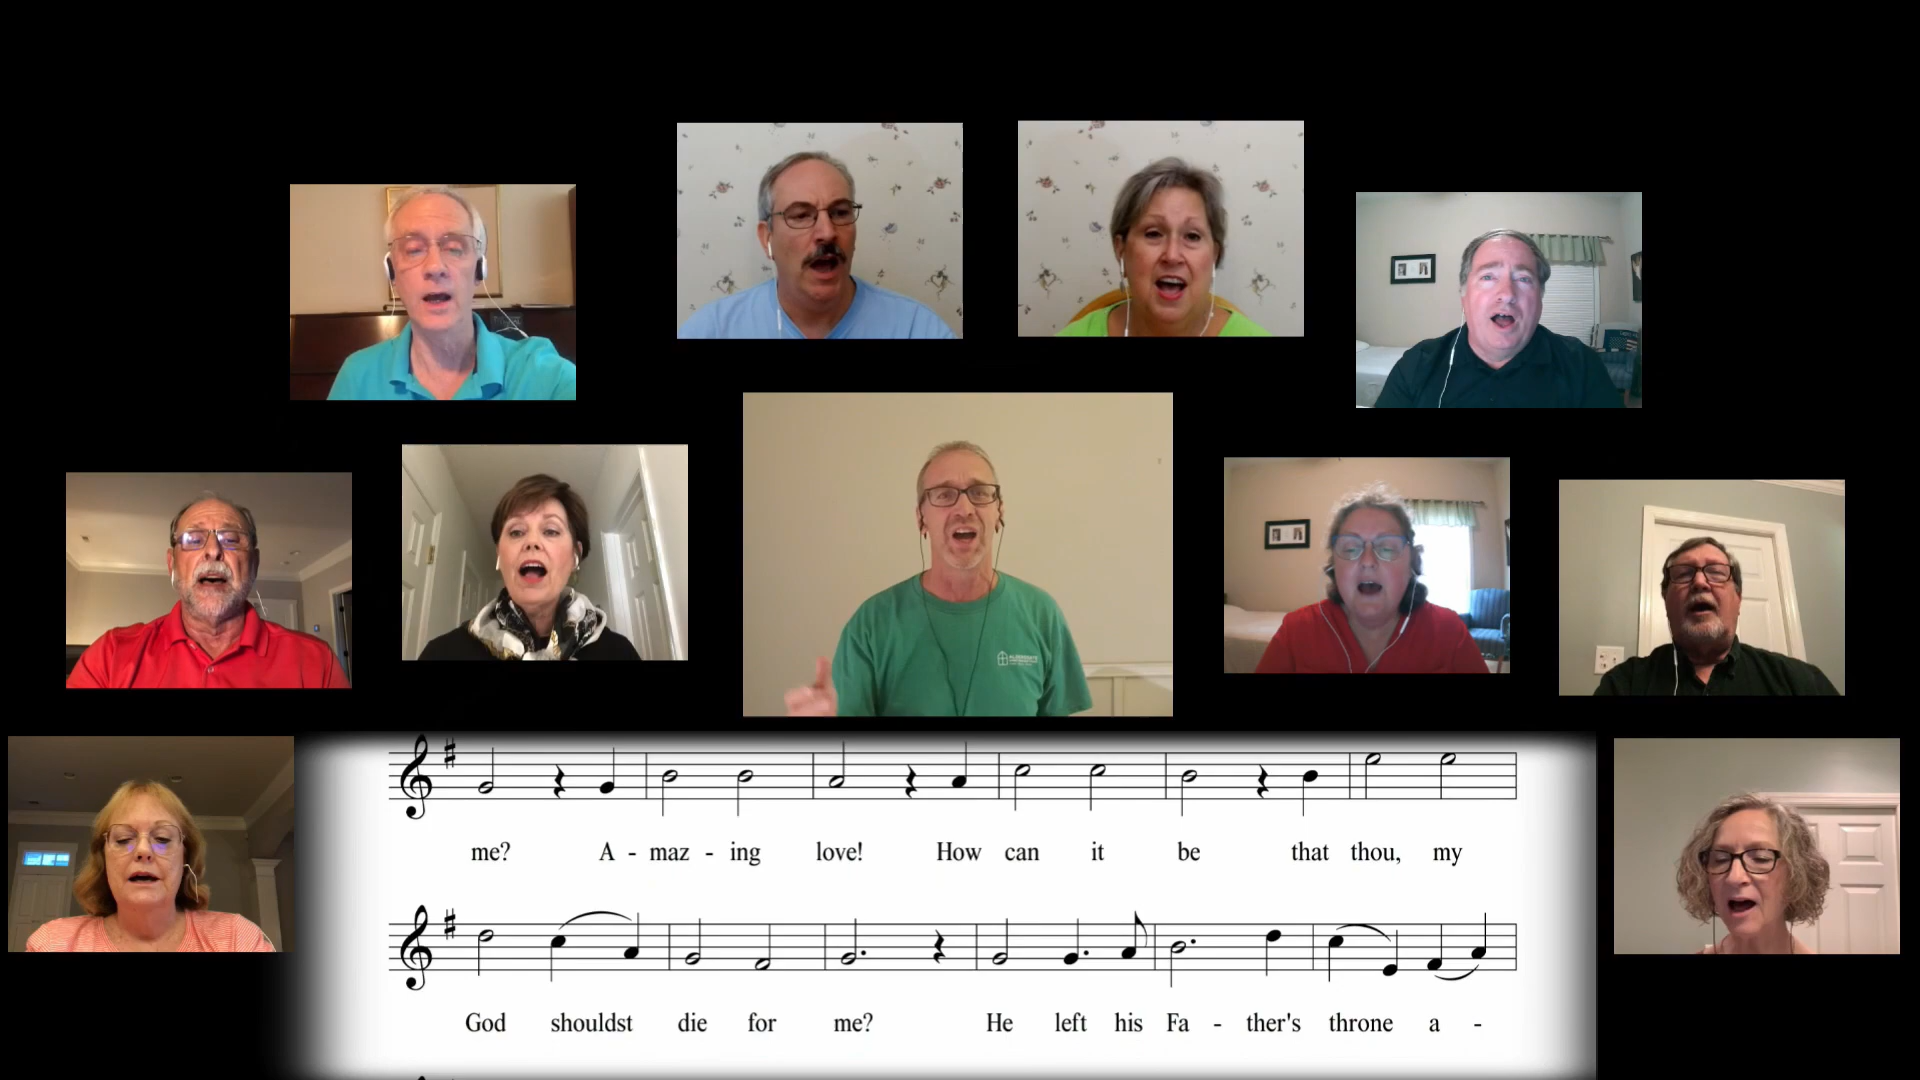 me? A - maz - ing love! How can it be that thou, my
God shouldst die for me? He left his Fa - ther's throne a -